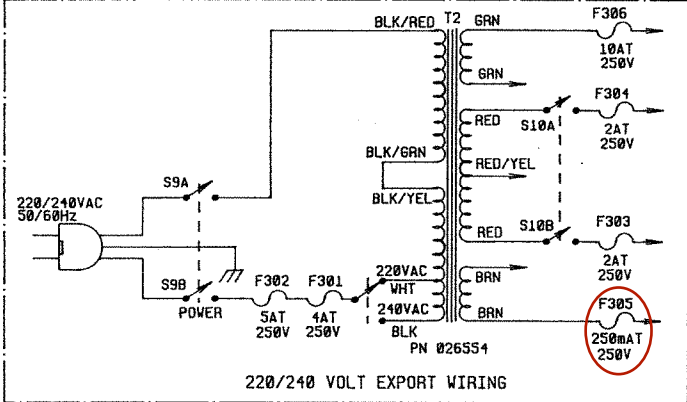 BLK/RED
T2
GRN
F306
10AT
250V
GRN
F304
2AT
250V
S10A
RED
BLK/GRN
RED/YEL
S9A
BLK/YEL
220/240VAC
50/60Hz
S10B
RED
F303
2AT
250V
S9B
POWER
F302
5AT
250V
F301
4AT
250V
220VAC
WHT
240VAC
BLK
BRN
BRN
F305
250mAT
250V
PN 026554
220/240 VOLT EXPORT WIRING